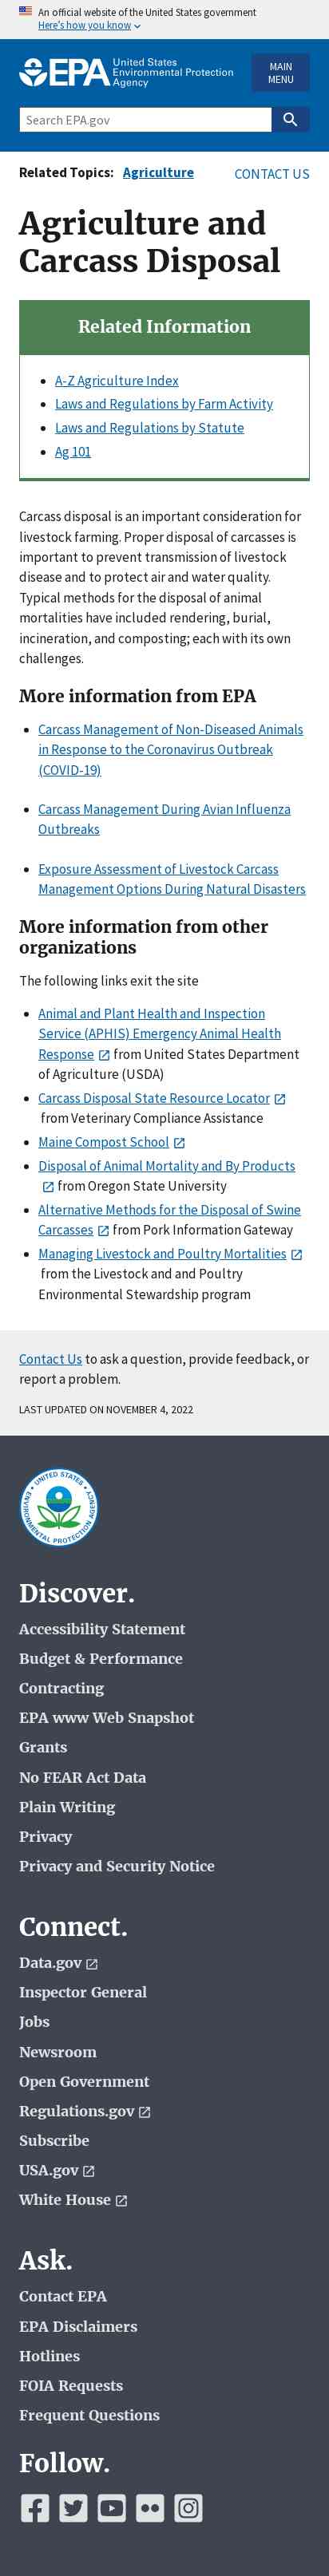 An official website of the United States government
Here's how you know
EPA
United States
Environmental Protection
Agency
MAIN
MENU
Search EPA.gov
Related Topics: Agriculture
CONTACT US
Agriculture and
Carcass Disposal
Related Information
A-Z Agriculture Index
Laws and Regulations by Farm Activity
Laws and Regulations by Statute
Ag 101
Carcass disposal is an important consideration for
livestock farming. Proper disposal of carcasses is
important to prevent transmission of livestock
disease and to protect air and water quality.
Typical methods for the disposal of animal
mortalities have included rendering, burial,
incineration, and composting; each with its own
challenges.
More information from EPA
Carcass Management of Non-Diseased Animals
in Response to the Coronavirus Outbreak
(COVID-19)
Carcass Management During Avian Influenza
Outbreaks
Exposure Assessment of Livestock Carcass
Management Options During Natural Disasters
More information from other
organizations
The following links exit the site
Animal and Plant Health and Inspection
Service (APHIS) Emergency Animal Health
Response from United States Department
of Agriculture (USDA)
Carcass Disposal State Resource Locator
from Veterinary Compliance Assistance
Maine Compost School
Disposal of Animal Mortality and By Products
from Oregon State University
Alternative Methods for the Disposal of Swine
Carcasses from Pork Information Gateway
Managing Livestock and Poultry Mortalities
from the Livestock and and Poultry
Environmental Stewardship program
Contact Us to ask a question, provide feedback, or
report a problem.
LAST UPDATED ON NOVEMBER 4, 2022
UNITED STATES
ENVIRONMENTAL PROTECTION AGENCY
Discover.
Accessibility Statement
Budget & Performance
Contracting
EPA www Web Snapshot
Grants
No FEAR Act Data
Plain Writing
Privacy
Privacy and Security Notice
Connect.
Data.gov
Inspector General
Jobs
Newsroom
Open Government
Regulations.gov
Subscribe
USA.gov
White House
Ask.
Contact EPA
EPA Disclaimers
Hotlines
FOIA Requests
Frequent Questions
Follow.